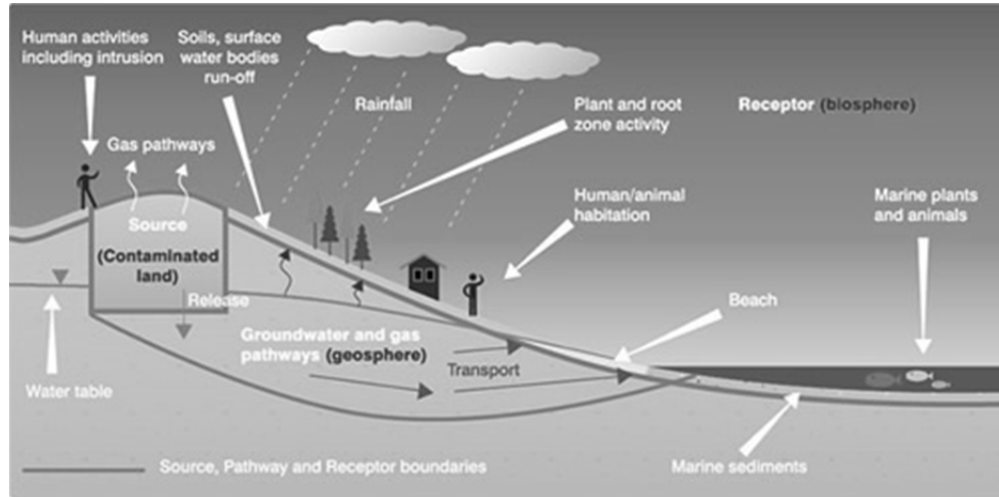 Human activities
including intrusion
Soils, surface
water bodies
run-off
Rainfall
Plant and root
zone activity
Receptor (biosphere)
Gas pathways
Human/animal
habitation
Marine plants
and animals
Source
(Contaminated
land)
Release
Beach
Groundwater and gas
pathways (geosphere)
Transport
Water table
Source, Pathway and Receptor boundaries
Marine sediments